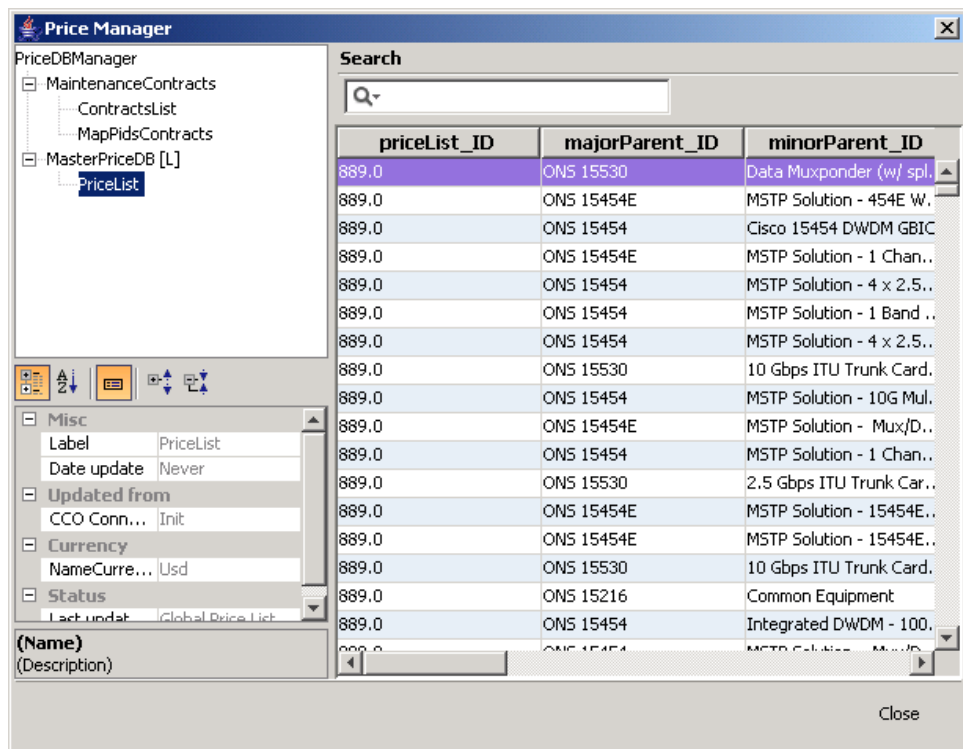 Price Manager
PriceDBManager
MaintenanceContracts
ContractsList
MapPidsContracts
MasterPriceDB [L]
PriceList
Misc
Label PriceList
Date update Never
Updated from
CCO Conn... Init
Currency
NameCurre... Usd
Status
Last updat Global Price List
(Name)
(Description)
Search
priceList_ID majorParent_ID minorParent_ID
889.0 ONS 15530 Data Muxponder (w/ spl.
889.0 ONS 15454E MSTP Solution - 454E W.
889.0 ONS 15454 Cisco 15454 DWDM GBIC
889.0 ONS 15454E MSTP Solution - 1 Chan..
889.0 ONS 15454 MSTP Solution - 4 x 2.5..
889.0 ONS 15454 MSTP Solution - 1 Band ..
889.0 ONS 15454 MSTP Solution - 4 x 2.5..
889.0 ONS 15530 10 Gbps ITU Trunk Card.
889.0 ONS 15454 MSTP Solution - 10G Mul.
889.0 ONS 15454E MSTP Solution - Mux/D..
889.0 ONS 15454 MSTP Solution - 1 Chan..
889.0 ONS 15530 2.5 Gbps ITU Trunk Car..
889.0 ONS 15454E MSTP Solution - 15454E..
889.0 ONS 15454E MSTP Solution - 15454E..
889.0 ONS 15530 10 Gbps ITU Trunk Card.
889.0 ONS 15216 Common Equipment
889.0 ONS 15454 Integrated DWDM - 100.
Close